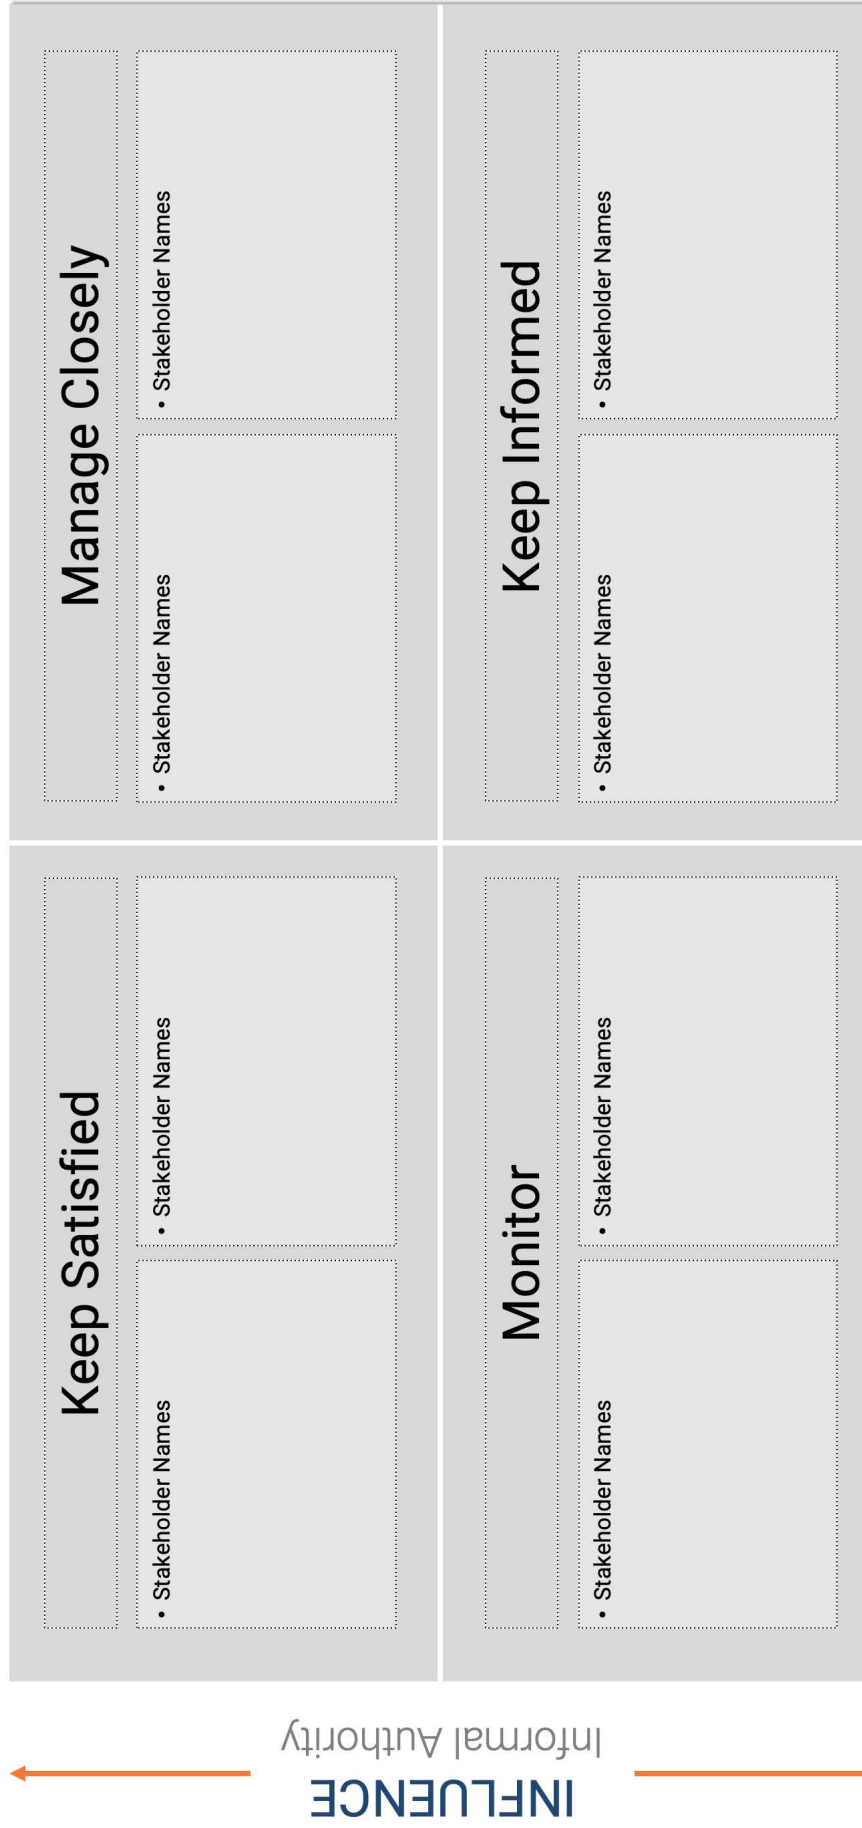 INFLUENCE
Informal Authority
Keep Satisfied
• Stakeholder Names
• Stakeholder Names
Manage Closely
• Stakeholder Names
• Stakeholder Names
Monitor
• Stakeholder Names
• Stakeholder Names
Keep Informed
• Stakeholder Names
• Stakeholder Names